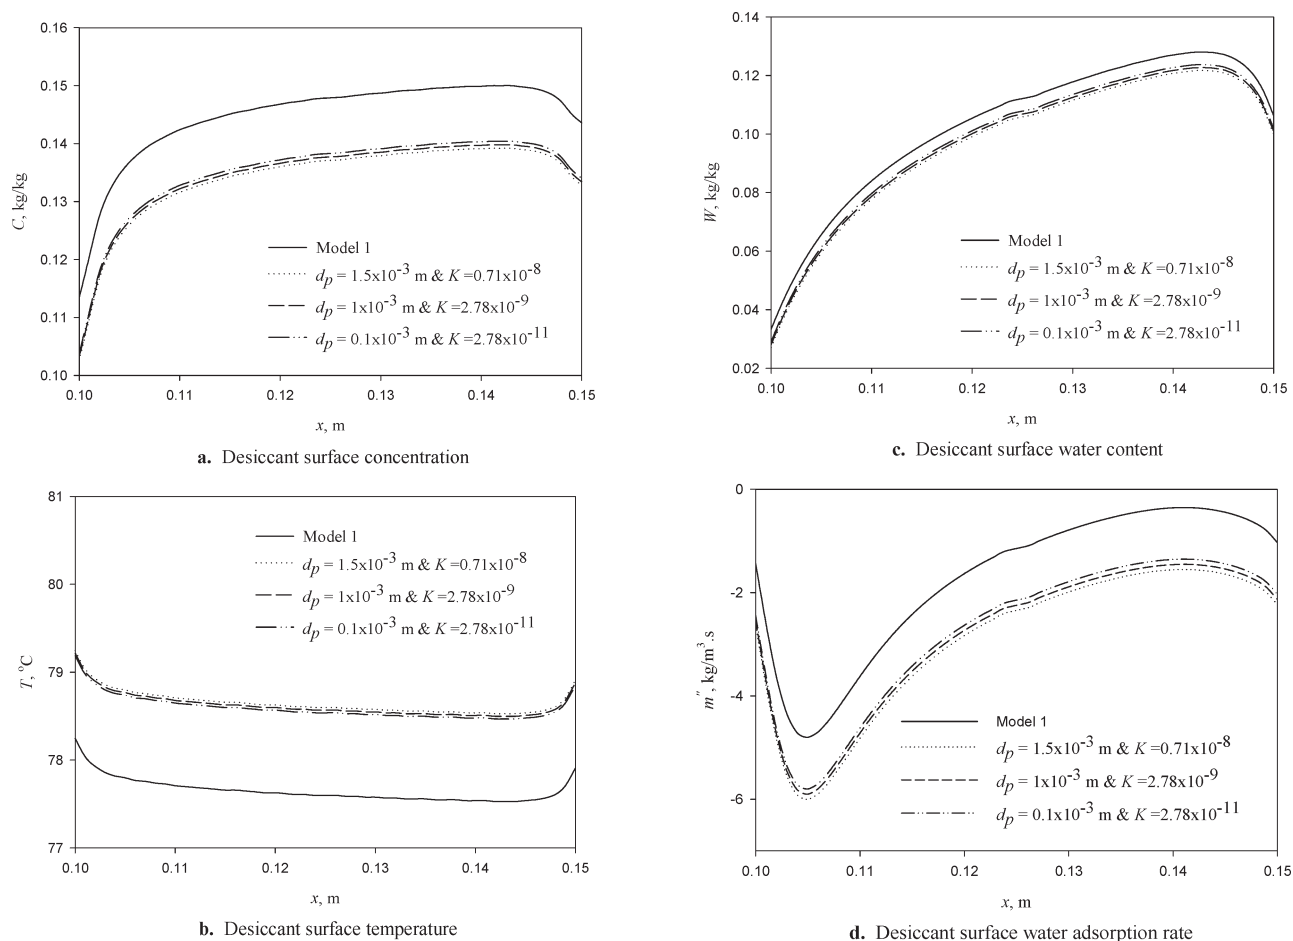 0.16
0.15
0.14
0.13
0.12
0.11
0.10
C, kg/kg
Model 1
dp = 1.5x10-3 m & K =0.71x10-8
dp = 1x10-3 m & K =2.78x10-9
dp = 0.1x10-3 m & K =2.78x10-11
0.10 0.11 0.12 0.13 0.14 0.15
x, m
a. Desiccant surface concentration
0.14
0.12
0.10
0.08
0.06
0.04
0.02
W, kg/kg
Model 1
dp = 1.5x10-3 m & K =0.71x10-8
dp = 1x10-3 m & K =2.78x10-9
dp = 0.1x10-3 m & K =2.78x10-11
0.10 0.11 0.12 0.13 0.14 0.15
x, m
c. Desiccant surface water content
81
80
79
78
77
T, °C
Model 1
dp = 1.5x10-3 m & K =0.71x10-8
dp = 1x10-3 m & K =2.78x10-9
dp = 0.1x10-3 m & K =2.78x10-11
0.10 0.11 0.12 0.13 0.14 0.15
x, m
b. Desiccant surface temperature
0
-2
-4
-6
m″, kg/m3.s
Model 1
dp = 1.5x10-3 m & K =0.71x10-8
dp = 1x10-3 m & K =2.78x10-9
dp = 0.1x10-3 m & K =2.78x10-11
0.10 0.11 0.12 0.13 0.14 0.15
x, m
d. Desiccant surface water adsorption rate